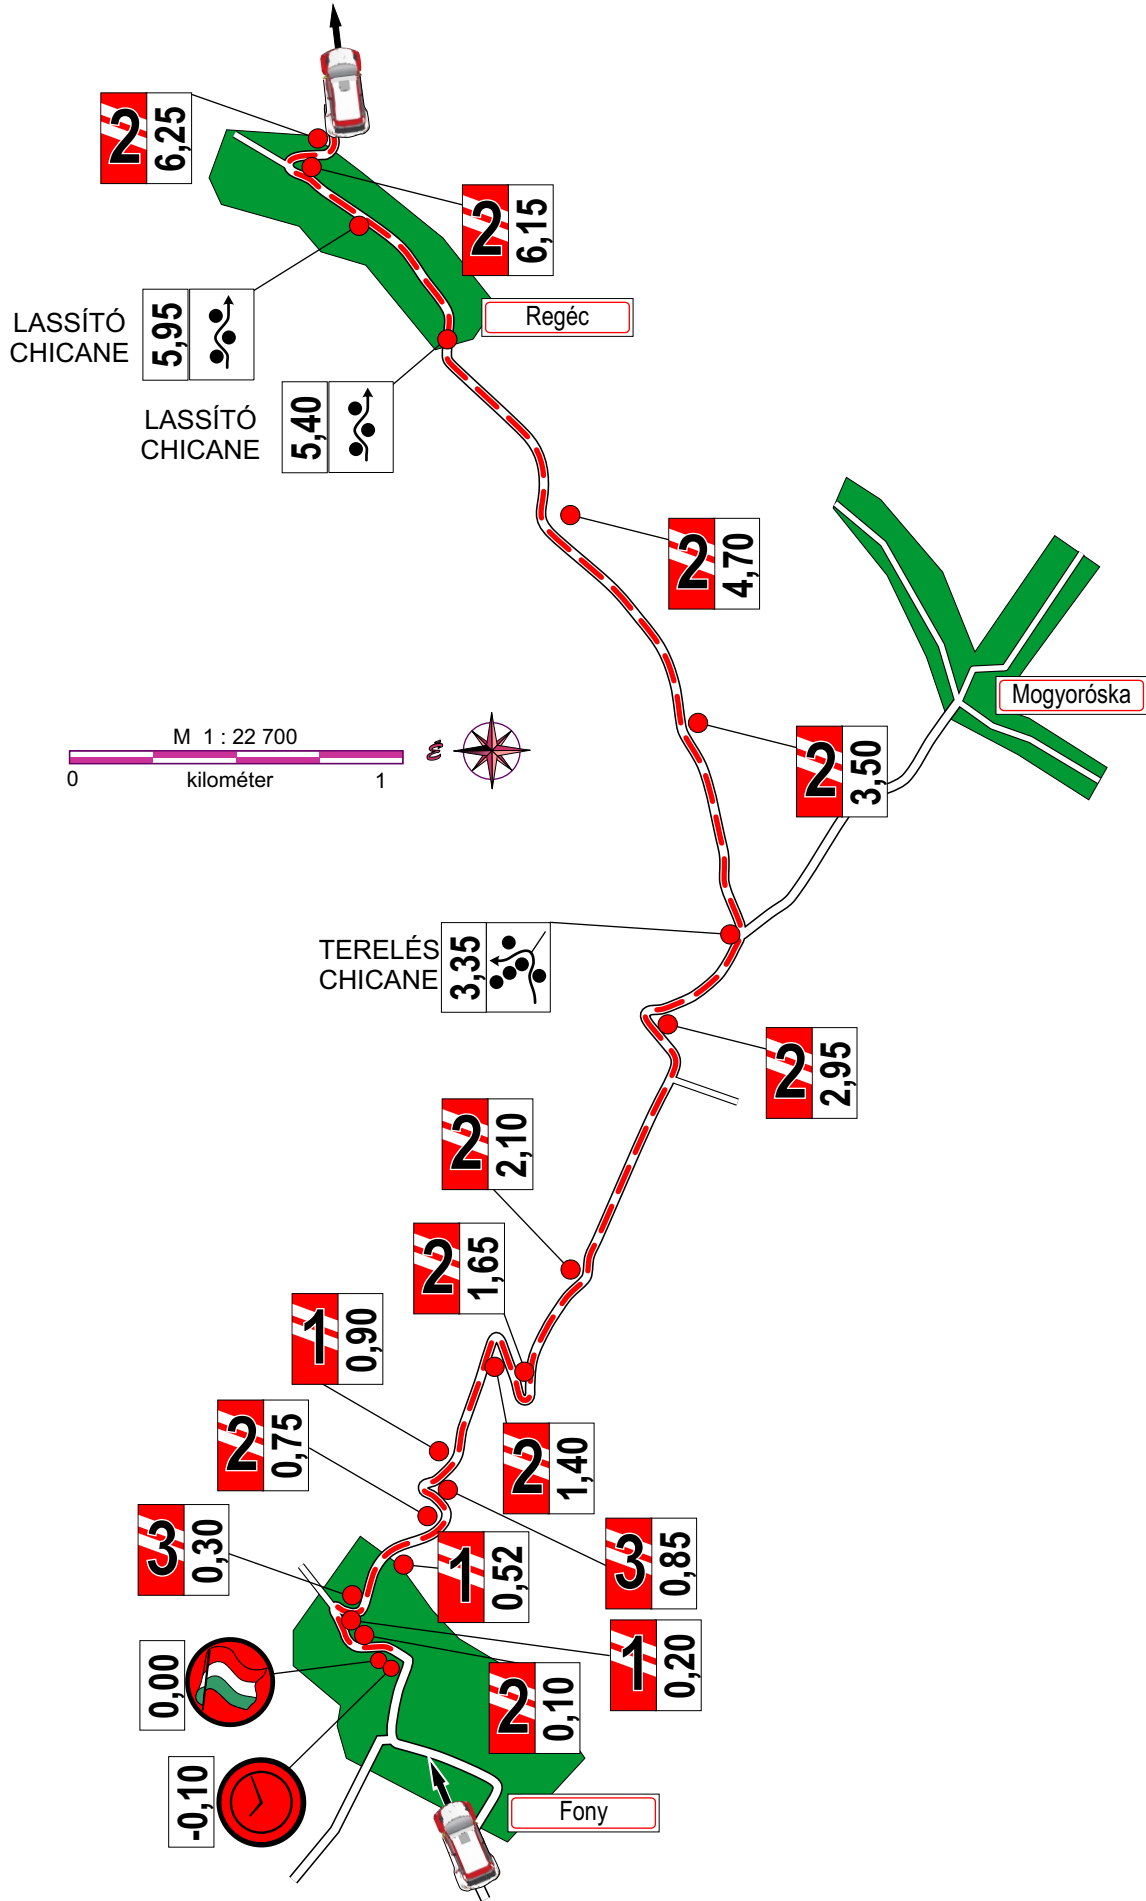 2 6,25
2 6,15
Regéc
LASSÍTÓ
CHICANE
5,95
LASSÍTÓ
CHICANE
5,40
2 4,70
Mogyoróska
M 1 : 22 700
0 kilométer 1
É
2 3,50
TERELÉS
CHICANE
3,35
2 2,95
2 2,10
2 1,65
1 0,90
2 0,75
2 1,40
3 0,30
1 0,52
3 0,85
1 0,20
0,00
2 0,10
-0,10
Fony